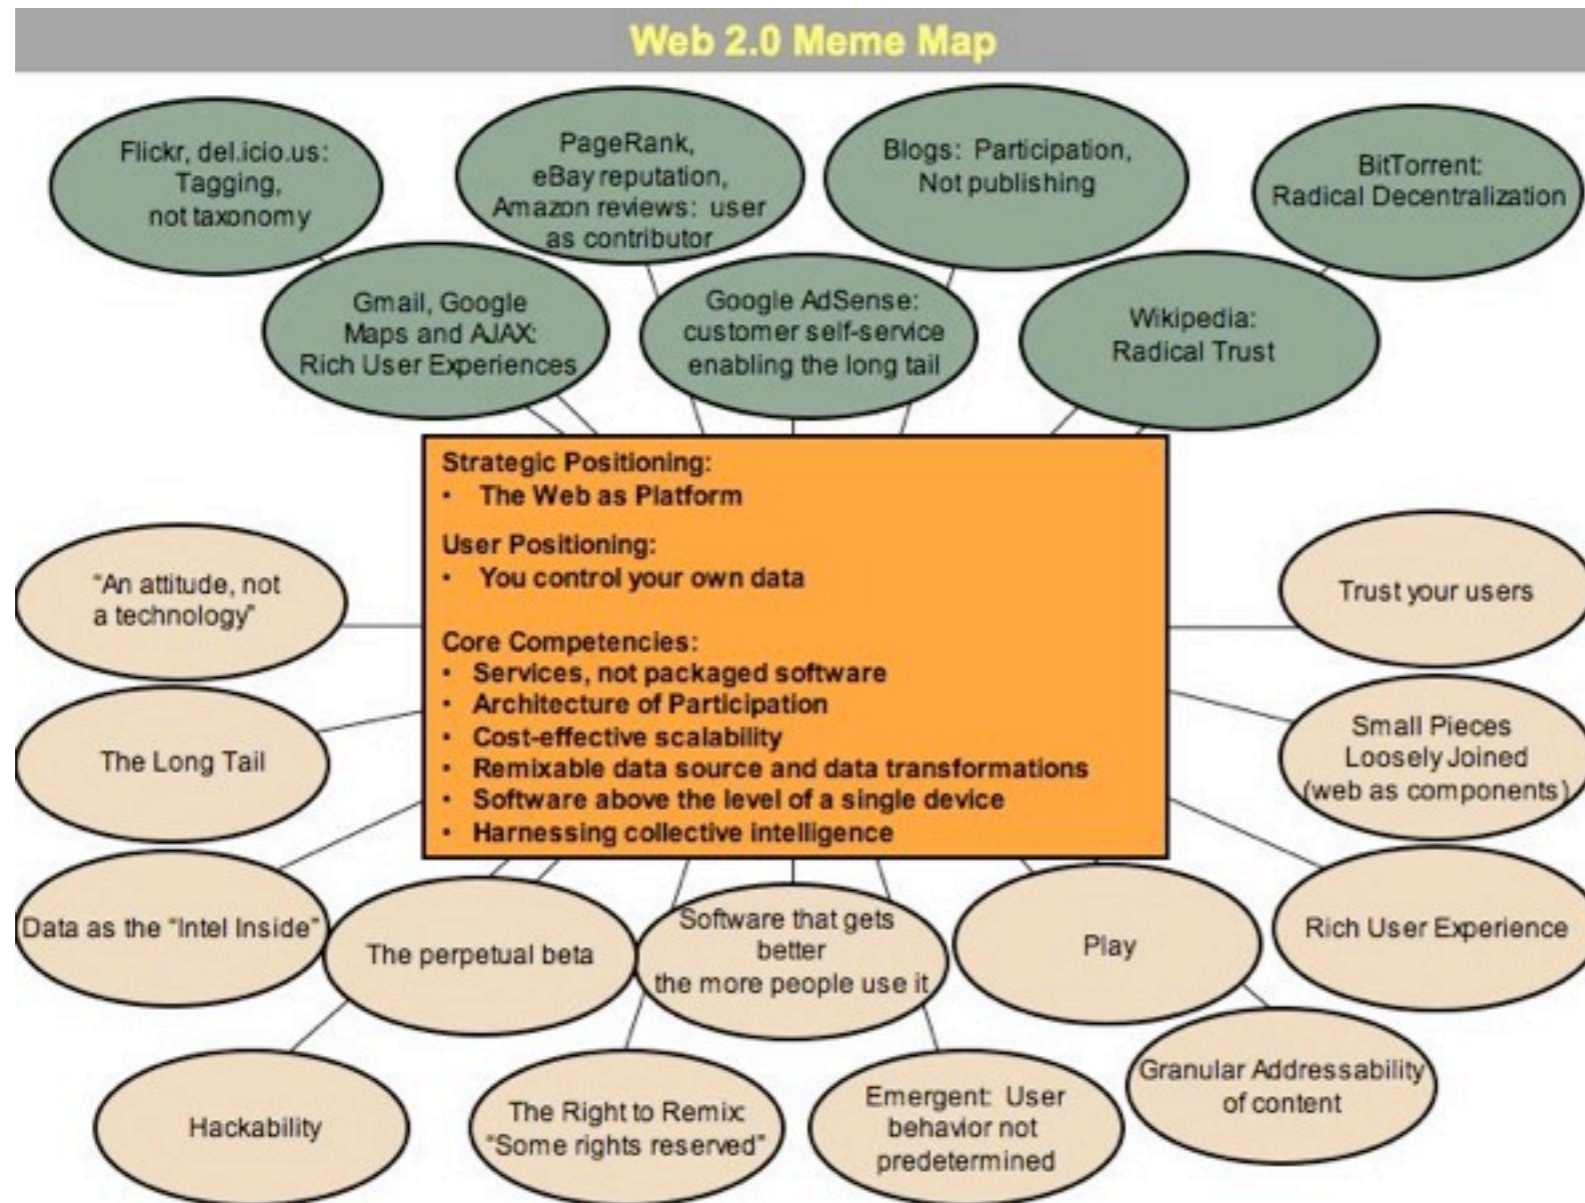 Web 2.0 Meme Map
Flickr, del.icio.us:
Tagging,
not taxonomy
PageRank,
eBay reputation,
Amazon reviews: user
as contributor
Blogs: Participation,
Not publishing
BitTorrent:
Radical Decentralization
Gmail, Google
Maps and AJAX:
Rich User Experiences
Google AdSense:
customer self-service
enabling the long tail
Wikipedia:
Radical Trust
Strategic Positioning:
• The Web as Platform
User Positioning:
• You control your own data
Core Competencies:
• Services, not packaged software
• Architecture of Participation
• Cost-effective scalability
• Remixable data source and data transformations
• Software above the level of a single device
• Harnessing collective intelligence
“An attitude, not
a technology”
The Long Tail
Data as the “Intel Inside”
Trust your users
Small Pieces
Loosely Joined
(web as components)
Rich User Experience
The perpetual beta
Software that gets
better
the more people use it
Play
Hackability
The Right to Remix:
“Some rights reserved”
Emergent: User
behavior not
predetermined
Granular Addressability
of content